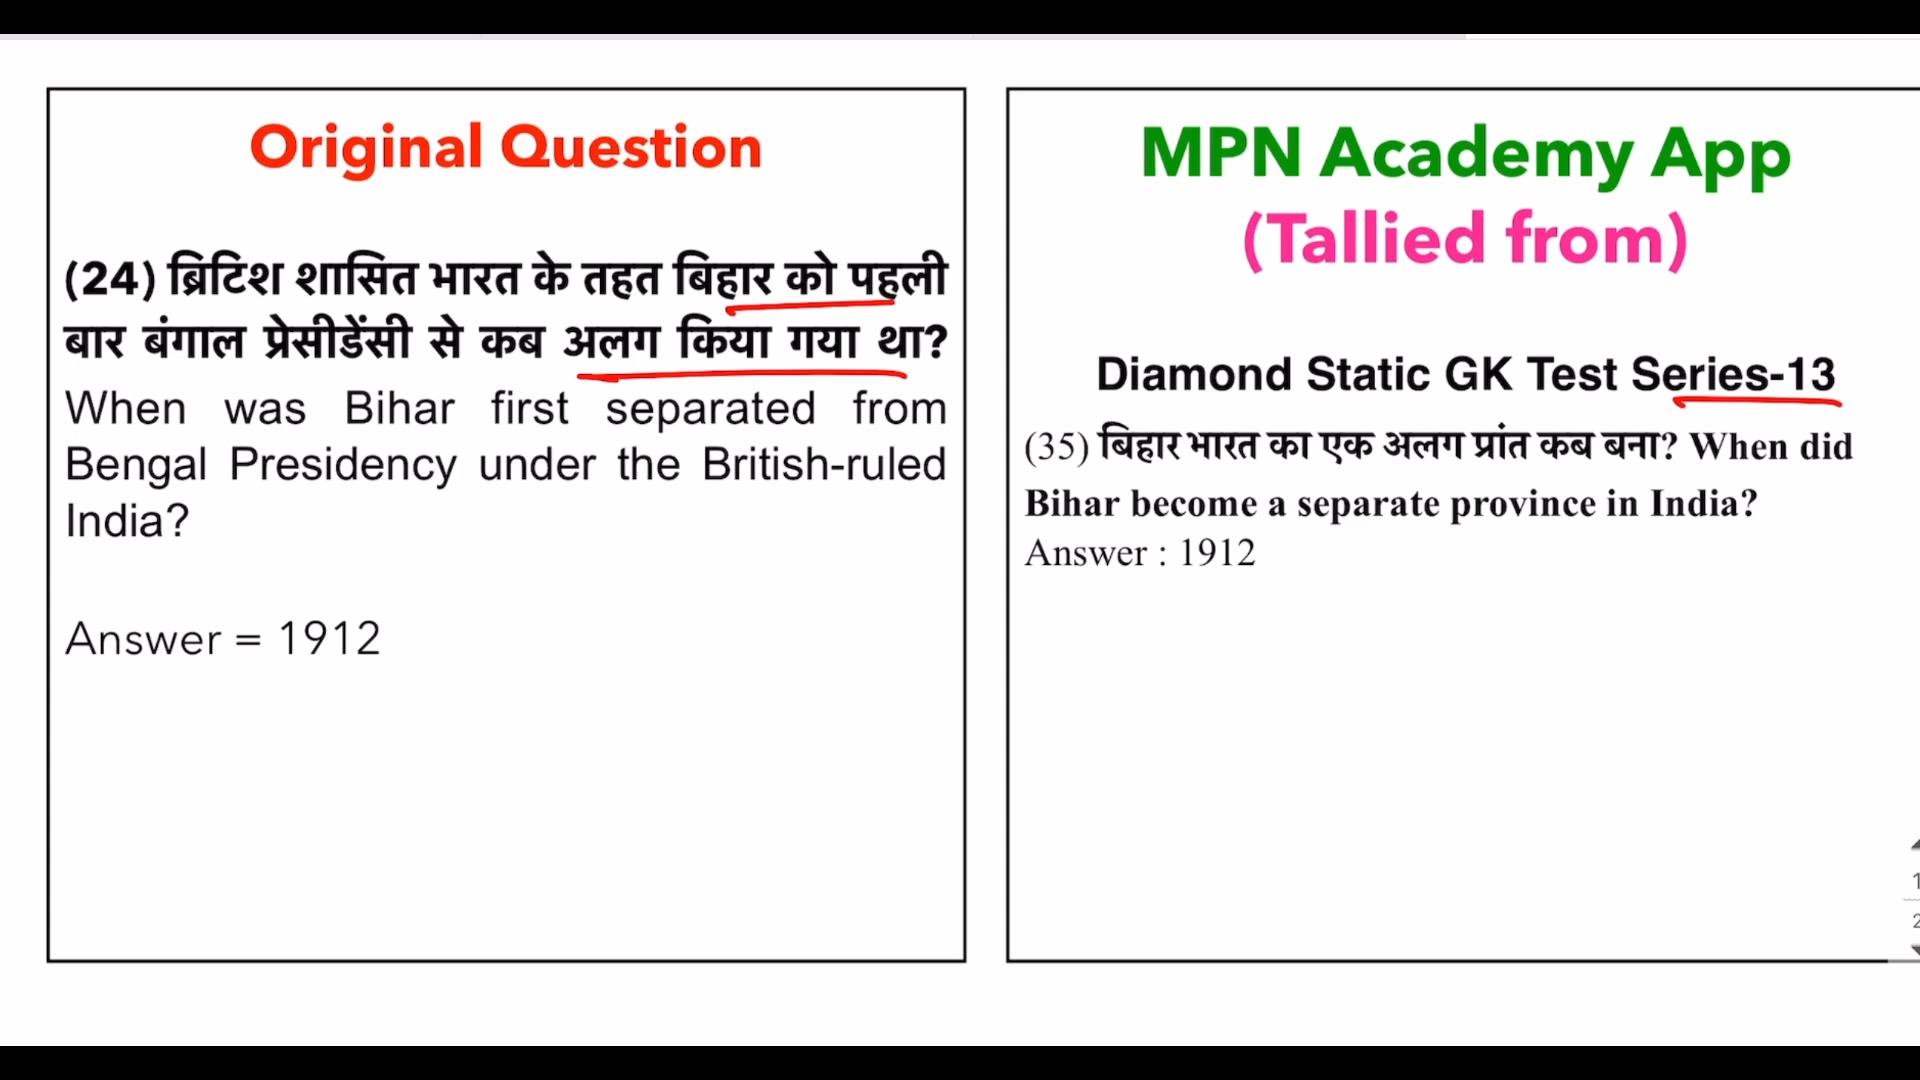 Original Question
(24) ब्रिटिश शासित भारत के तहत बिहार को पहली
बार बंगाल प्रेसीडेंसी से कब अलग किया गया था?
When was Bihar first separated from
Bengal Presidency under the British-ruled
India?
Answer = 1912
MPN Academy App
(Tallied from)
Diamond Static GK Test Series-13
(35) बिहार भारत का एक अलग प्रांत कब बना? When did
Bihar become a separate province in India?
Answer : 1912
1
2